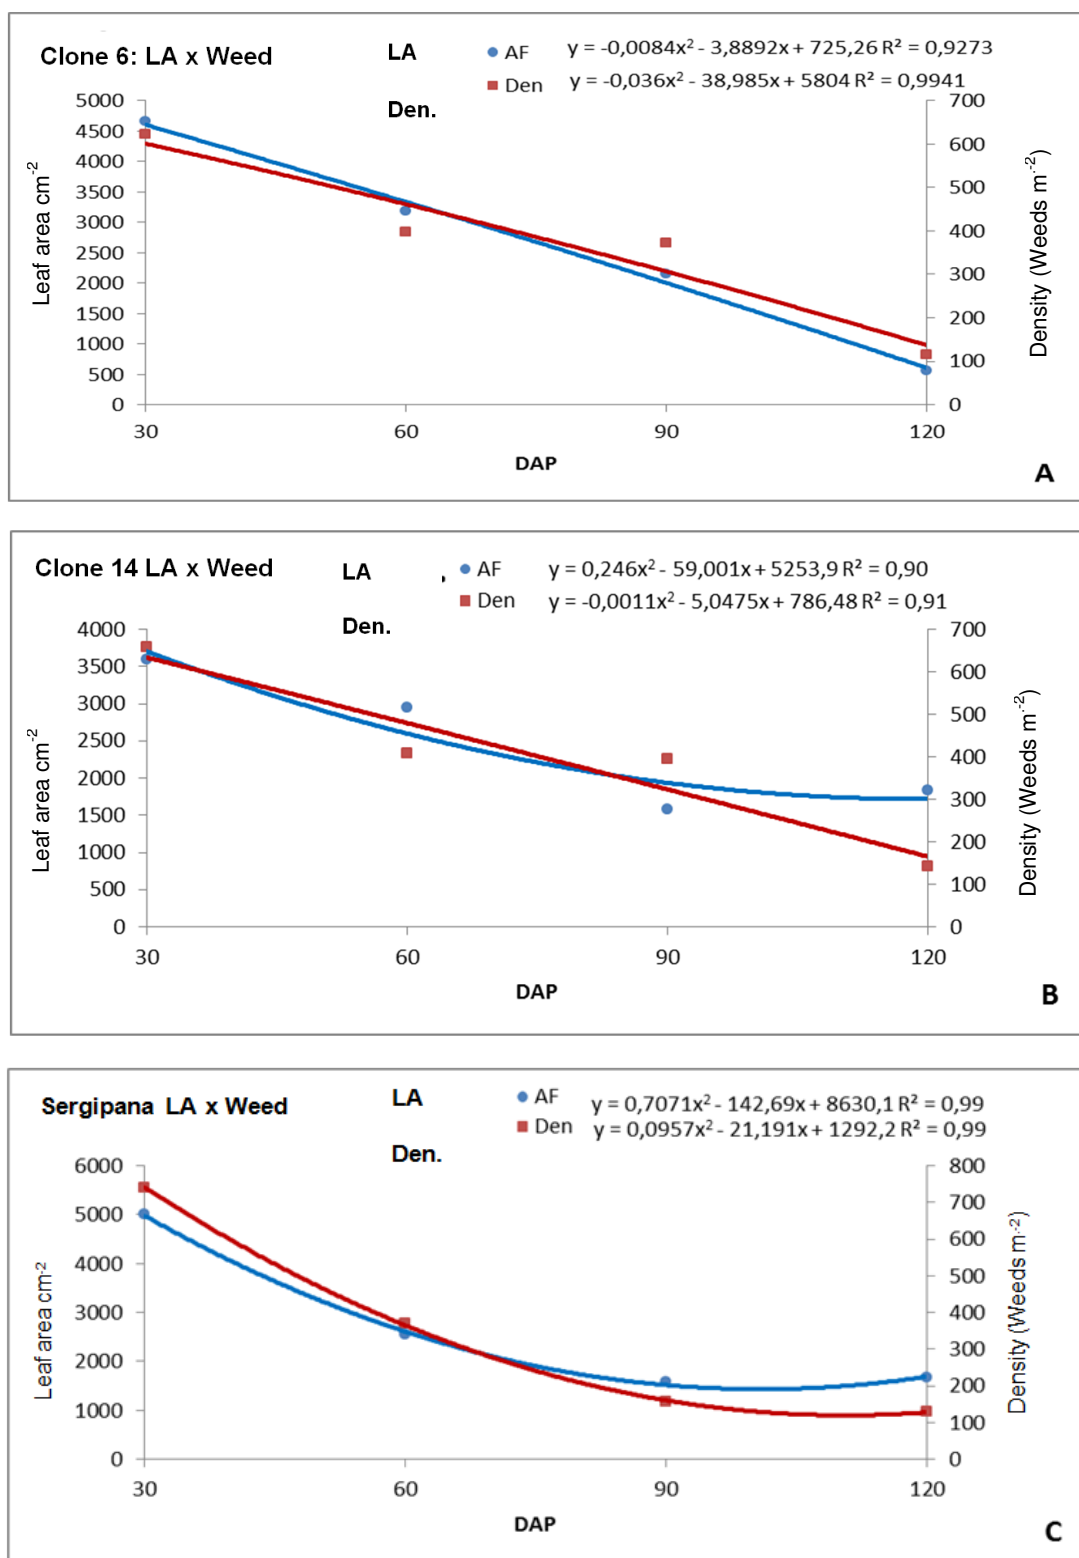 Clone 6: LA x Weed
LA
AF y = -0,0084x² - 3,8892x + 725,26 R² = 0,9273
Den y = -0,036x² - 38,985x + 5804 R² = 0,9941
Den.
5000
4500
4000
3500
3000
2500
2000
1500
1000
500
0
Leaf area cm⁻²
700
600
500
400
300
200
100
0
Density (Weeds m⁻²)
30 60 90 120
DAP
A
Clone 14 LA x Weed
LA
AF y = 0,246x² - 59,001x + 5253,9 R² = 0,90
Den y = -0,0011x² - 5,0475x + 786,48 R² = 0,91
Den.
4000
3500
3000
2500
2000
1500
1000
500
0
Leaf area cm⁻²
700
600
500
400
300
200
100
0
Density (Weeds m⁻²)
30 60 90 120
DAP
B
Sergipana LA x Weed
LA
AF y = 0,7071x² - 142,69x + 8630,1 R² = 0,99
Den y = 0,0957x² - 21,191x + 1292,2 R² = 0,99
Den.
6000
5000
4000
3000
2000
1000
0
Leaf area cm⁻²
800
700
600
500
400
300
200
100
0
Density (Weeds m⁻²)
30 60 90 120
DAP
C